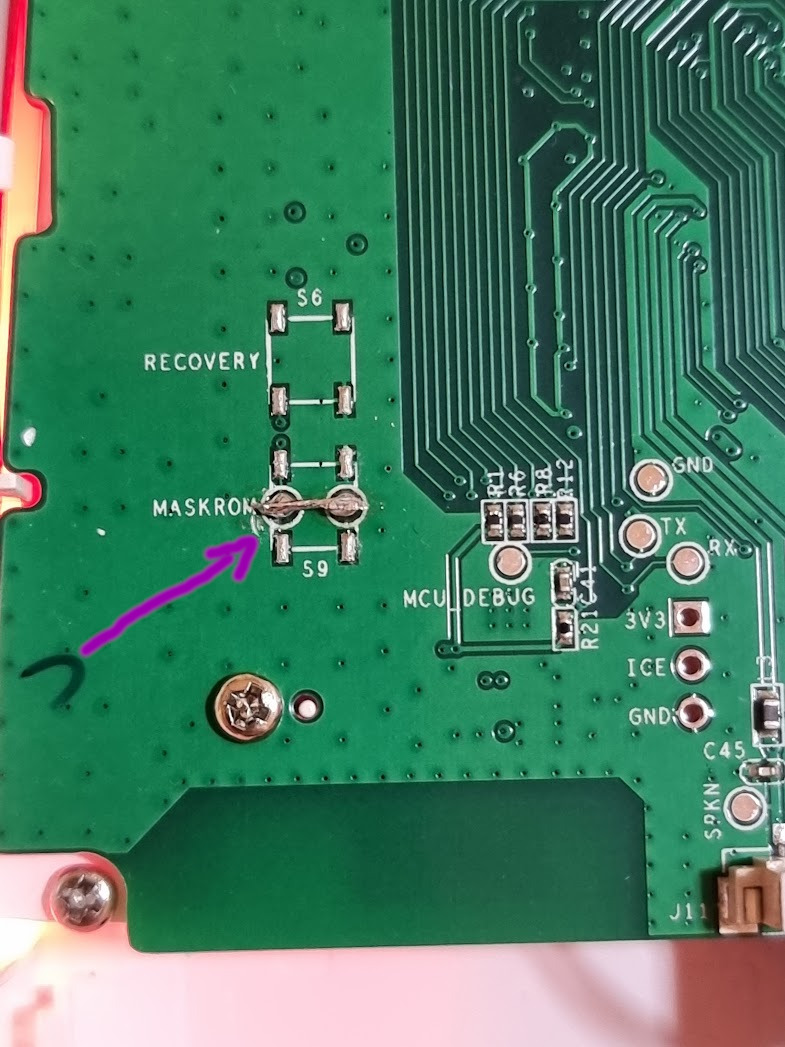 S6
RECOVERY
MASKROM
S9
R1
R6
R8
R12
GND
TX
RX
MCU_DEBUG
C41
R21
3V3
ICE
GND
C45
SPKN
J11